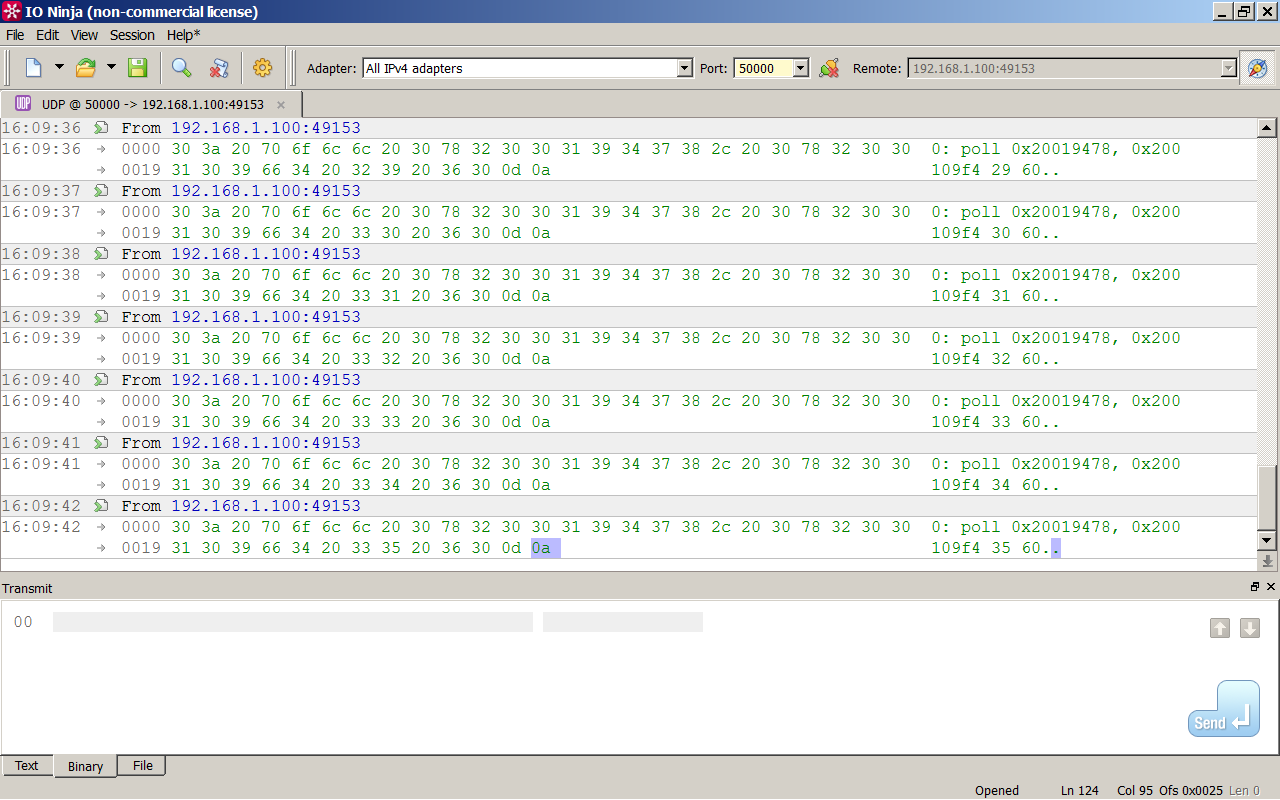 IO Ninja (non-commercial license)
File Edit View Session Help*
Adapter: All IPv4 adapters Port: 50000 Remote: 192.168.1.100:49153
UDP UDP @ 50000 -> 192.168.1.100:49153
16:09:36 From 192.168.1.100:49153
16:09:36 0000 30 3a 20 70 6f 6c 6c 20 30 78 32 30 30 31 39 34 37 38 2c 20 30 78 32 30 30 0: poll 0x20019478, 0x200
0019 31 30 39 66 34 20 32 39 20 36 30 0d 0a 109f4 29 60..
16:09:37 From 192.168.1.100:49153
16:09:37 0000 30 3a 20 70 6f 6c 6c 20 30 78 32 30 30 31 39 34 37 38 2c 20 30 78 32 30 30 0: poll 0x20019478, 0x200
0019 31 30 39 66 34 20 33 30 20 36 30 0d 0a 109f4 30 60..
16:09:38 From 192.168.1.100:49153
16:09:38 0000 30 3a 20 70 6f 6c 6c 20 30 78 32 30 30 31 39 34 37 38 2c 20 30 78 32 30 30 0: poll 0x20019478, 0x200
0019 31 30 39 66 34 20 33 31 20 36 30 0d 0a 109f4 31 60..
16:09:39 From 192.168.1.100:49153
16:09:39 0000 30 3a 20 70 6f 6c 6c 20 30 78 32 30 30 31 39 34 37 38 2c 20 30 78 32 30 30 0: poll 0x20019478, 0x200
0019 31 30 39 66 34 20 33 32 20 36 30 0d 0a 109f4 32 60..
16:09:40 From 192.168.1.100:49153
16:09:40 0000 30 3a 20 70 6f 6c 6c 20 30 78 32 30 30 31 39 34 37 38 2c 20 30 78 32 30 30 0: poll 0x20019478, 0x200
0019 31 30 39 66 34 20 33 33 20 36 30 0d 0a 109f4 33 60..
16:09:41 From 192.168.1.100:49153
16:09:41 0000 30 3a 20 70 6f 6c 6c 20 30 78 32 30 30 31 39 34 37 38 2c 20 30 78 32 30 30 0: poll 0x20019478, 0x200
0019 31 30 39 66 34 20 33 34 20 36 30 0d 0a 109f4 34 60..
16:09:42 From 192.168.1.100:49153
16:09:42 0000 30 3a 20 70 6f 6c 6c 20 30 78 32 30 30 31 39 34 37 38 2c 20 30 78 32 30 30 0: poll 0x20019478, 0x200
0019 31 30 39 66 34 20 33 35 20 36 30 0d 0a 109f4 35 60..
Transmit
00
Send
Text Binary File
Opened Ln 124 Col 95 Ofs 0x0025 Len 0